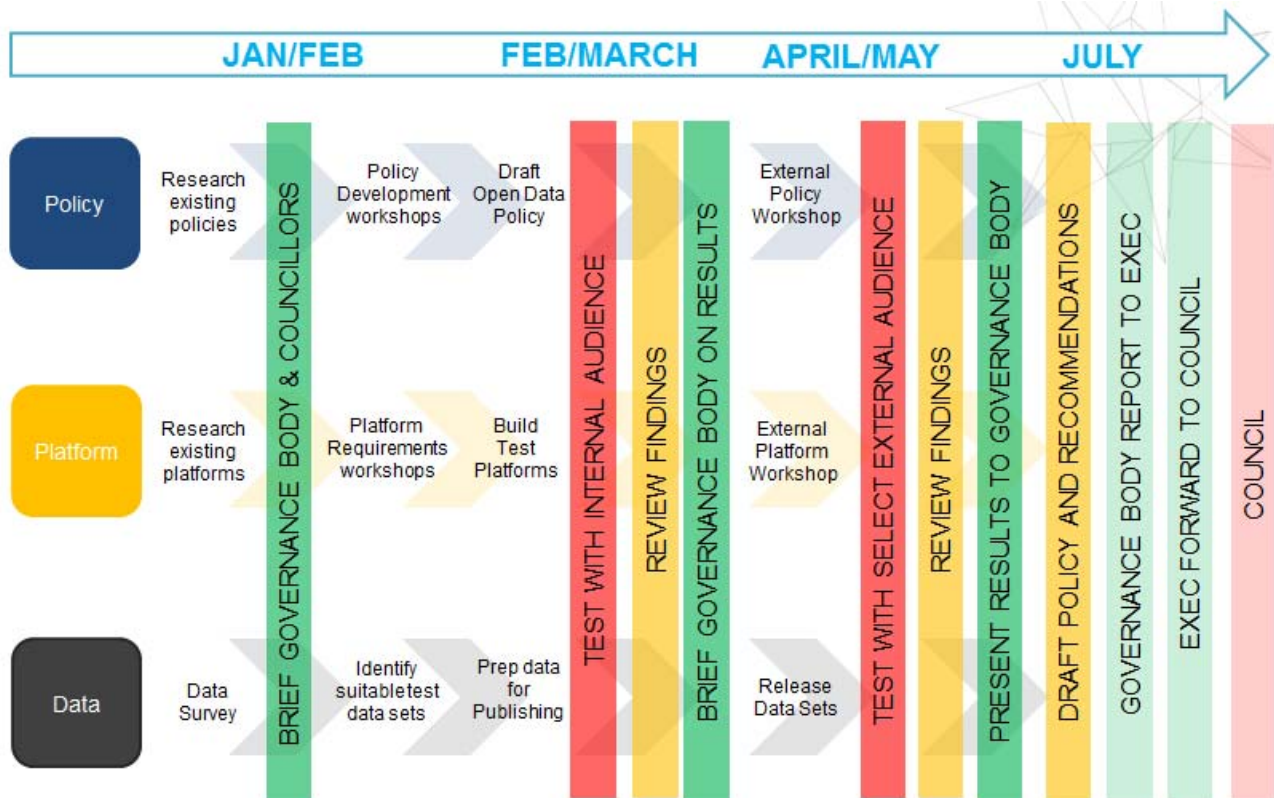 JAN/FEB
FEB/MARCH
APRIL/MAY
JULY
Policy
Research
existing
policies
BRIEF GOVERNANCE BODY & COUNCILLORS
Policy
Development
workshops
Draft
Open Data
Policy
TEST WITH INTERNAL AUDIENCE
REVIEW FINDINGS
BRIEF GOVERNANCE BODY ON RESULTS
External
Policy
Workshop
TEST WITH SELECT EXTERNAL AUDIENCE
REVIEW FINDINGS
PRESENT RESULTS TO GOVERNANCE BODY
DRAFT POLICY AND RECOMMENDATIONS
GOVERNANCE BODY REPORT TO EXEC
EXEC FORWARD TO COUNCIL
COUNCIL
Platform
Research
existing
platforms
Platform
Requirements
workshops
Build
Test
Platforms
External
Platform
Workshop
Data
Data
Survey
Identify
suitable test
data sets
Prep data
for
Publishing
Release
Data Sets